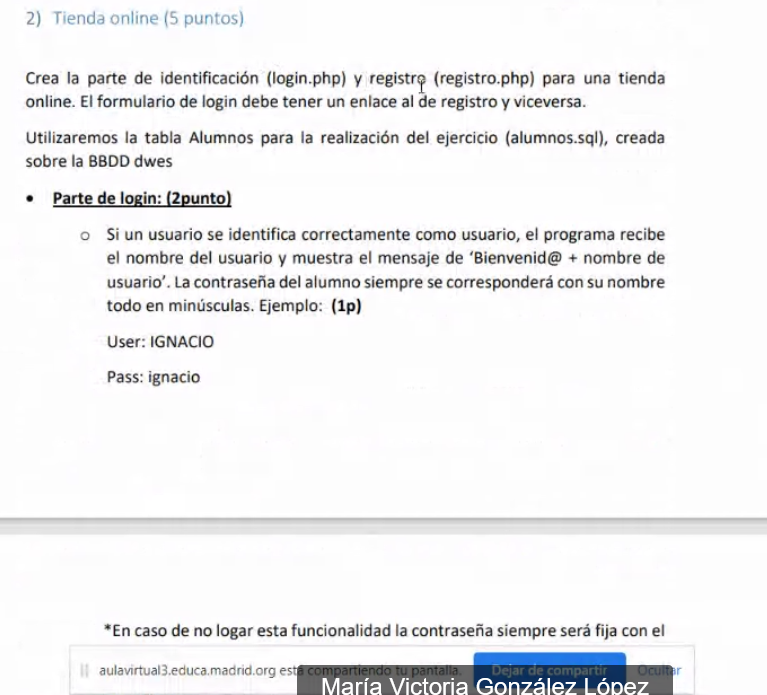 2) Tienda online (5 puntos)
Crea la parte de identificación (login.php) y registro (registro.php) para una tienda
online. El formulario de login debe tener un enlace al de registro y viceversa.
Utilizaremos la tabla Alumnos para la realización del ejercicio (alumnos.sql), creada
sobre la BBDD dwes
• Parte de login: (2punto)
o Si un usuario se identifica correctamente como usuario, el programa recibe
el nombre del usuario y muestra el mensaje de ‘Bienvenid@ + nombre de
usuario’. La contraseña del alumno siempre se corresponderá con su nombre
todo en minúsculas. Ejemplo: (1p)
User: IGNACIO
Pass: ignacio
*En caso de no logar esta funcionalidad la contraseña siempre será fija con el
aulavirtual3.educa.madrid.org está compartiendo tu pantalla. Dejar de compartir Ocultar
María Victoria González López